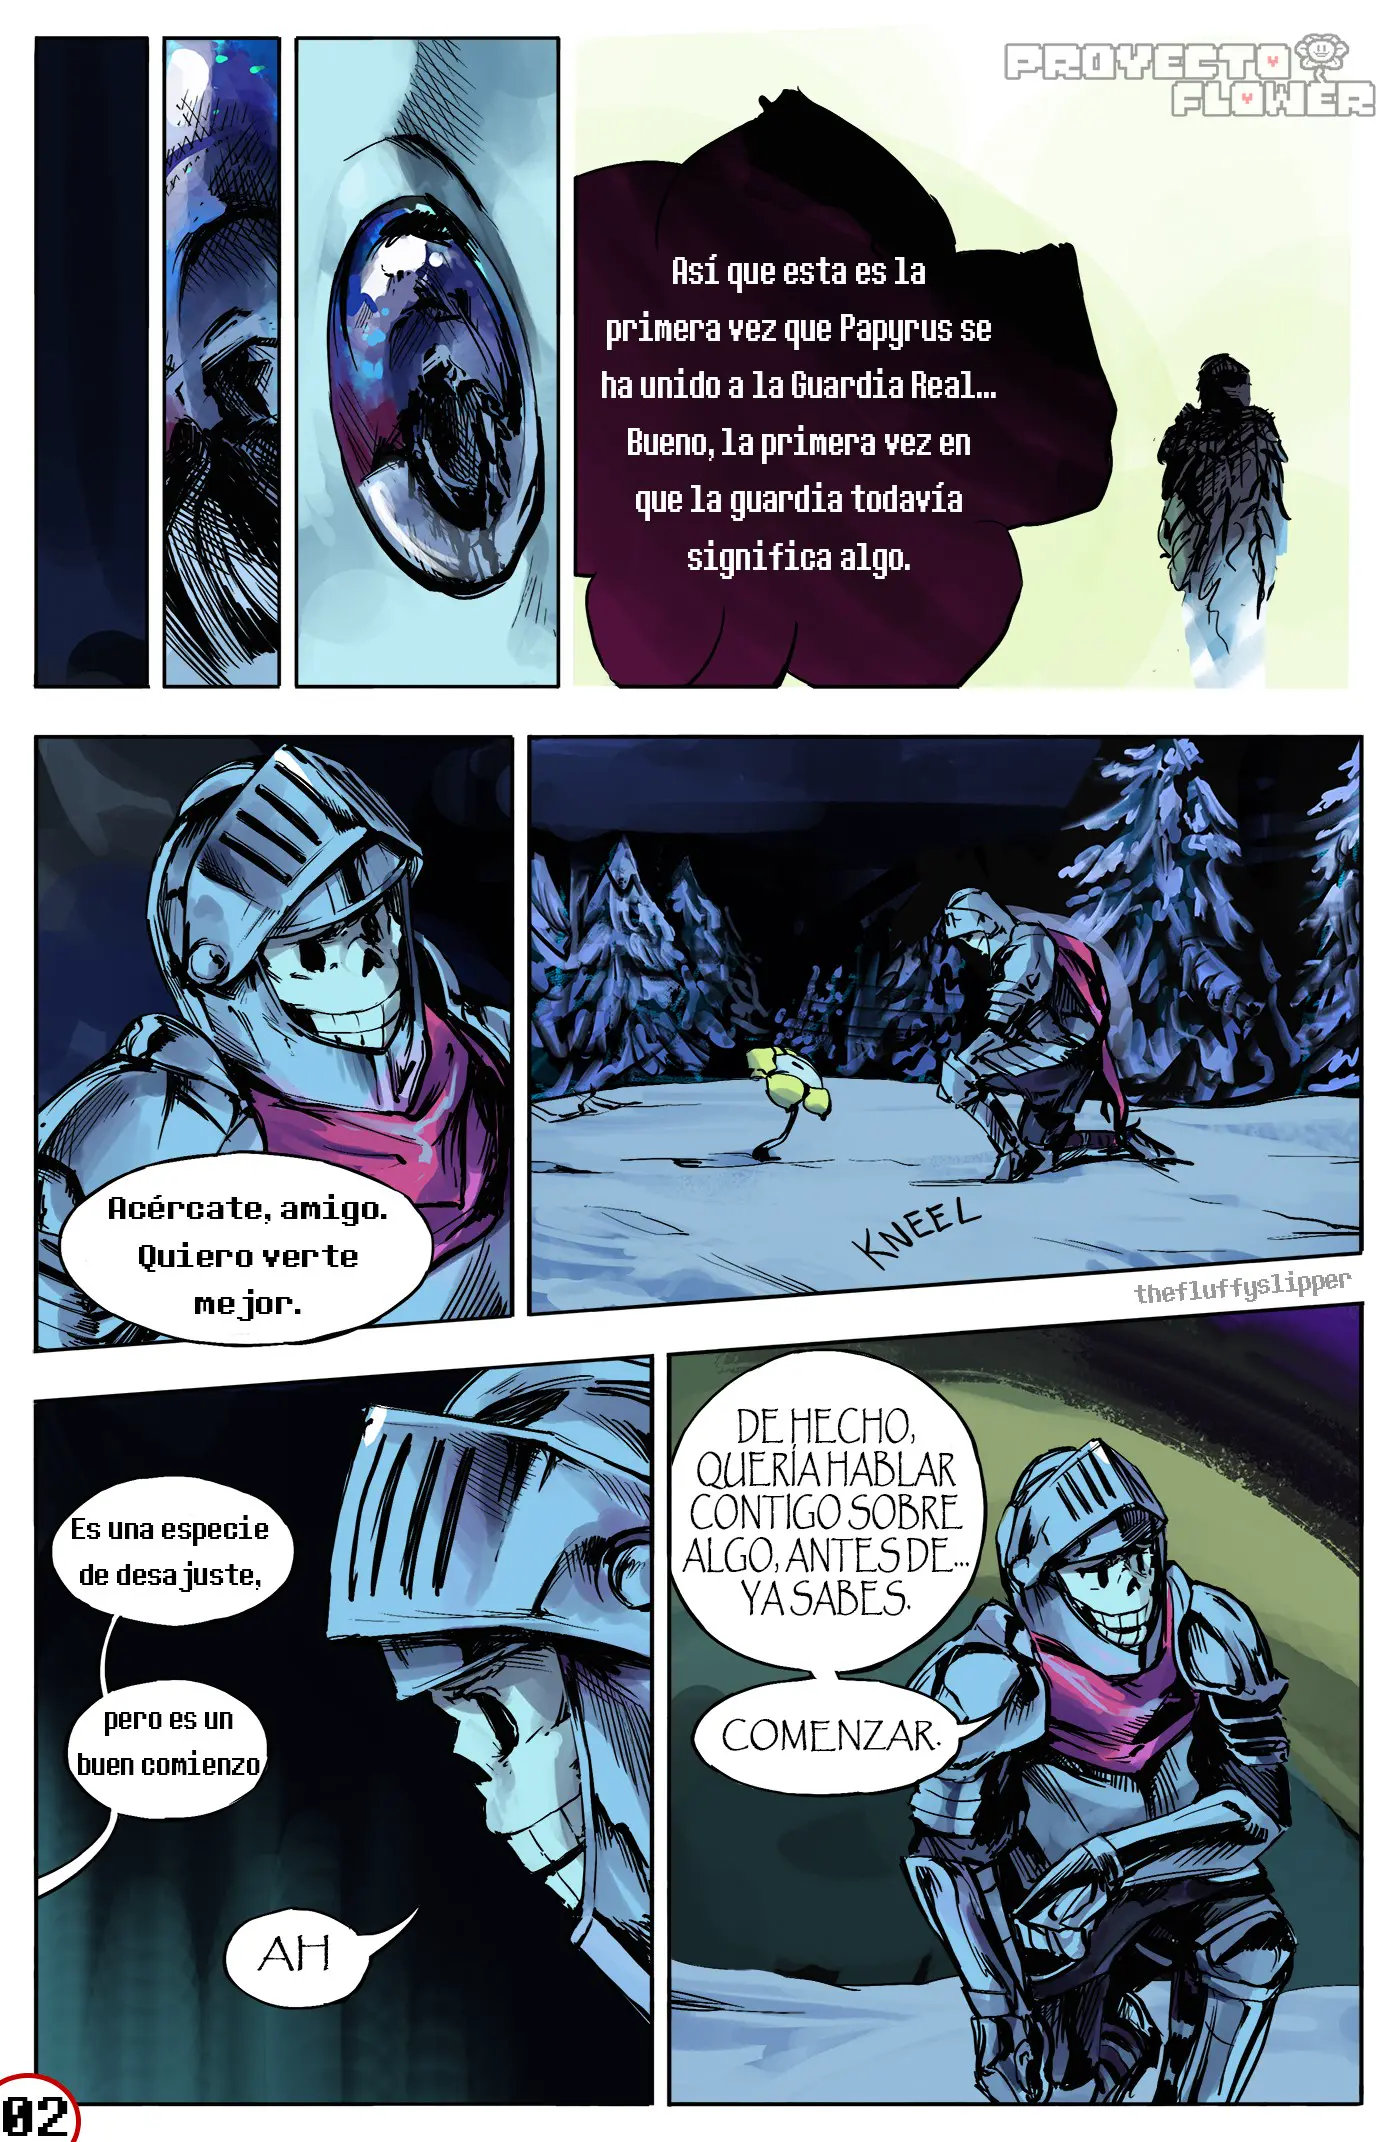 PROYECTO
FLOWER
Así que esta es la
primera vez que Papyrus se
ha unido a la Guardia Real...
Bueno, la primera vez en
que la guardia todavía
significa algo.
Acércate, amigo.
Quiero verte
mejor.
KNEEL
thefluffyslipper
Es una especie
de desajuste,
pero es un
buen comienzo
AH
DE HECHO,
QUERÍA HABLAR
CONTIGO SOBRE
ALGO, ANTES DE...
YA SABES.
COMENZAR.
02